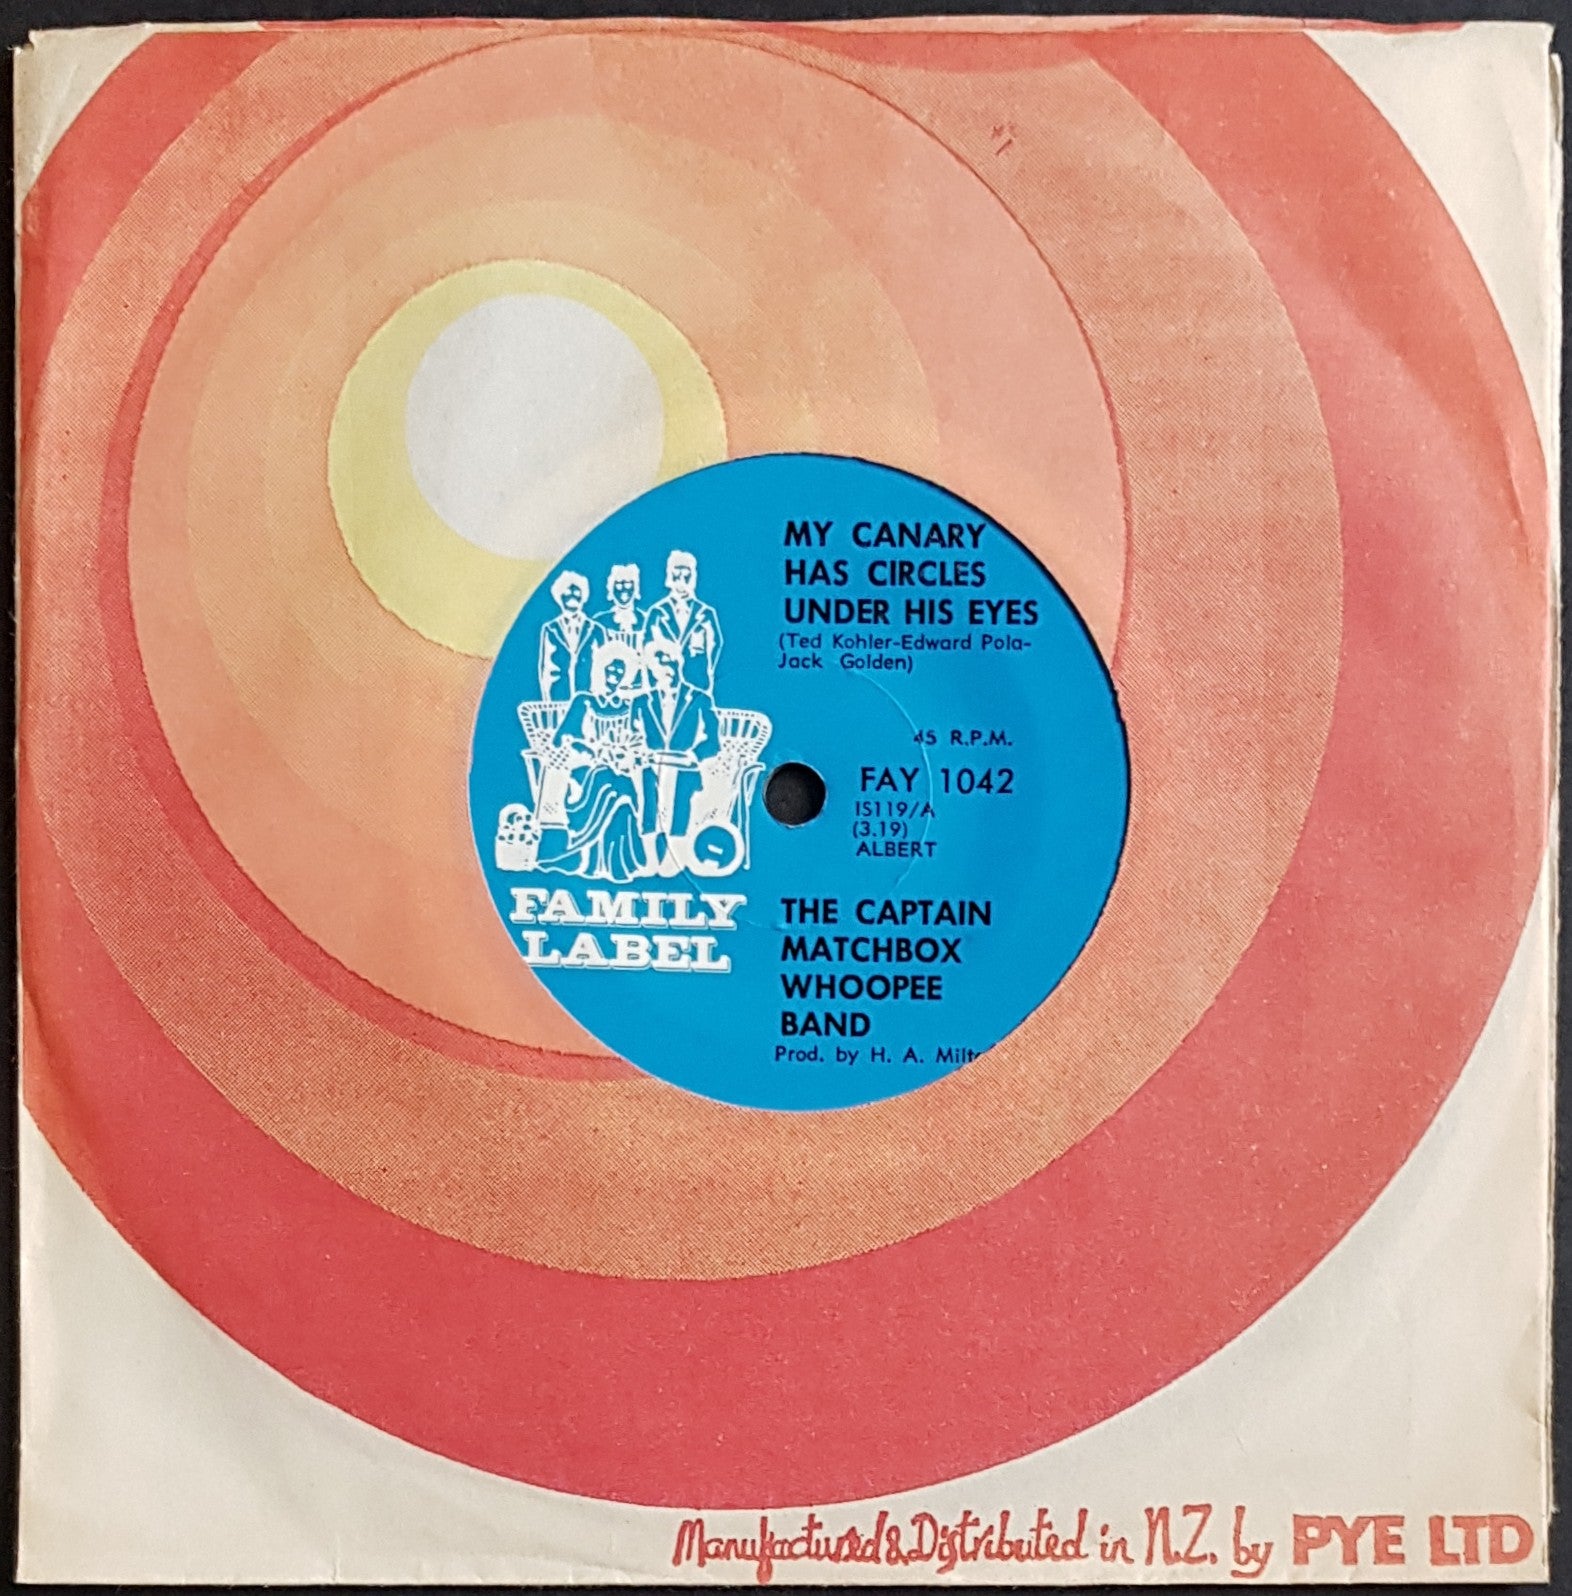 MY CANARY
HAS CIRCLES
UNDER HIS EYES
(Ted Kohler-Edward Pola-
Jack Golden)
45 R.P.M.
FAY 1042
IS119/A
(3.19)
ALBERT
FAMILY
LABEL
THE CAPTAIN
MATCHBOX
WHOOPEE
BAND
Prod. by H. A.
Manufactured & Distributed in N.Z. by PYE LTD